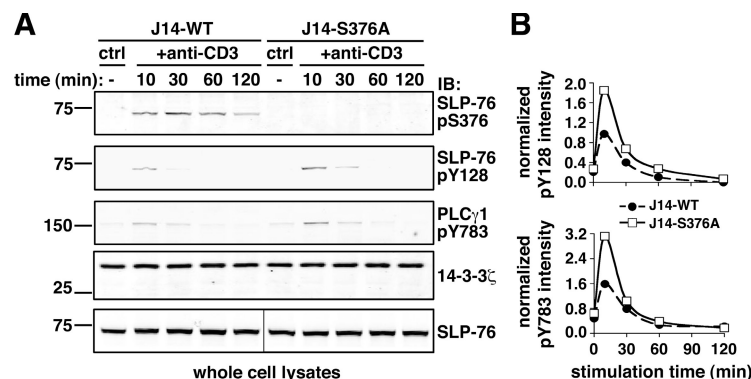 A
J14-WT J14-S376A
ctrl +anti-CD3 ctrl +anti-CD3
time (min): - 10 30 60 120 - 10 30 60 120 IB:
75
SLP-76
pS376
75
SLP-76
pY128
150
PLCγ1
pY783
25
14-3-3ζ
75
SLP-76
whole cell lysates
B
normalized
pY128 intensity
2.0
1.6
1.2
0.8
0.4
0.0
J14-WT
J14-S376A
normalized
pY783 intensity
3.2
2.4
1.6
0.8
0.0
0 30 60 90 120
stimulation time (min)